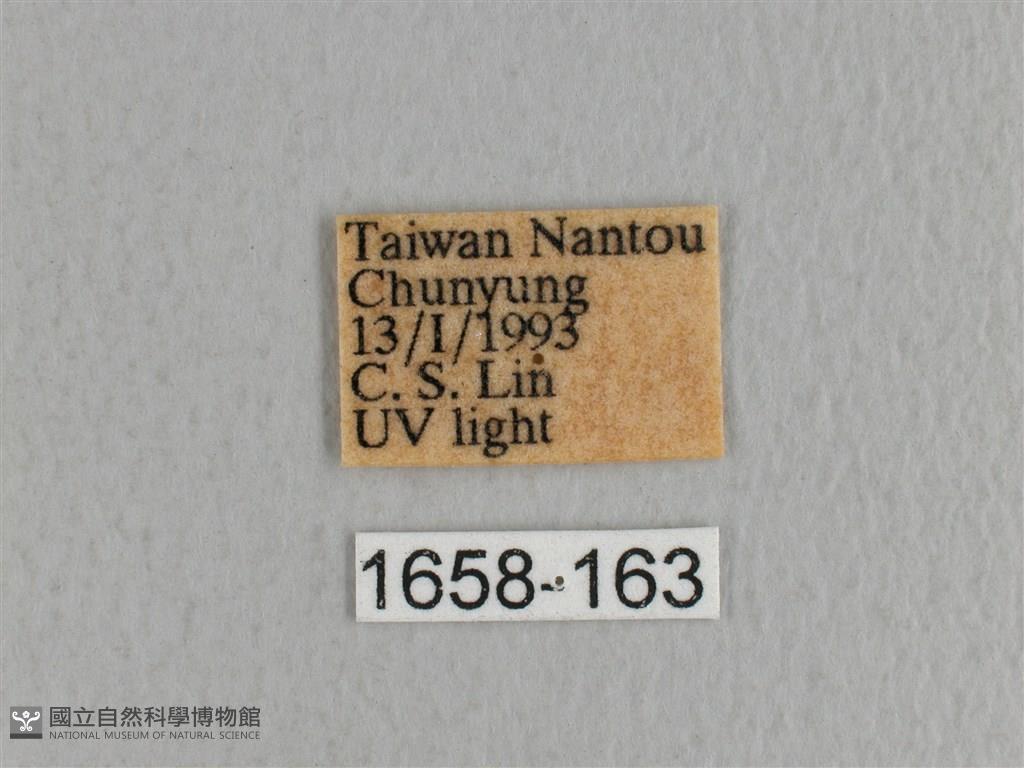 Taiwan Nantou
Chunyung
13/I/1993
C. S. Lin
UV light
1658-163
國立自然科學博物館
NATIONAL MUSEUM OF NATURAL SCIENCE